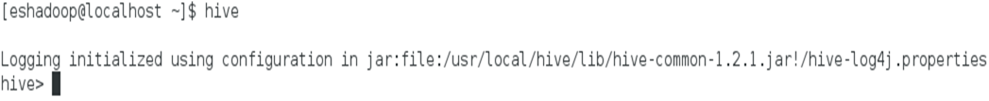 [eshadoop@localhost ~]$ hive
Logging initialized using configuration in jar:file:/usr/local/hive/lib/hive-common-1.2.1.jar!/hive-log4j.properties
hive>